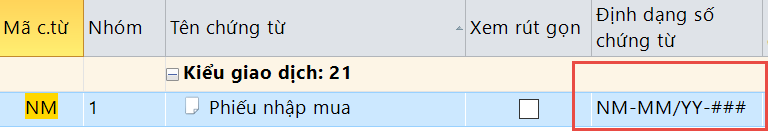 Mã c.từ Nhóm Tên chứng từ Xem rút gọn Định dạng số
chứng từ
Kiểu giao dịch: 21
NM 1 Phiếu nhập mua NM-MM/YY-###